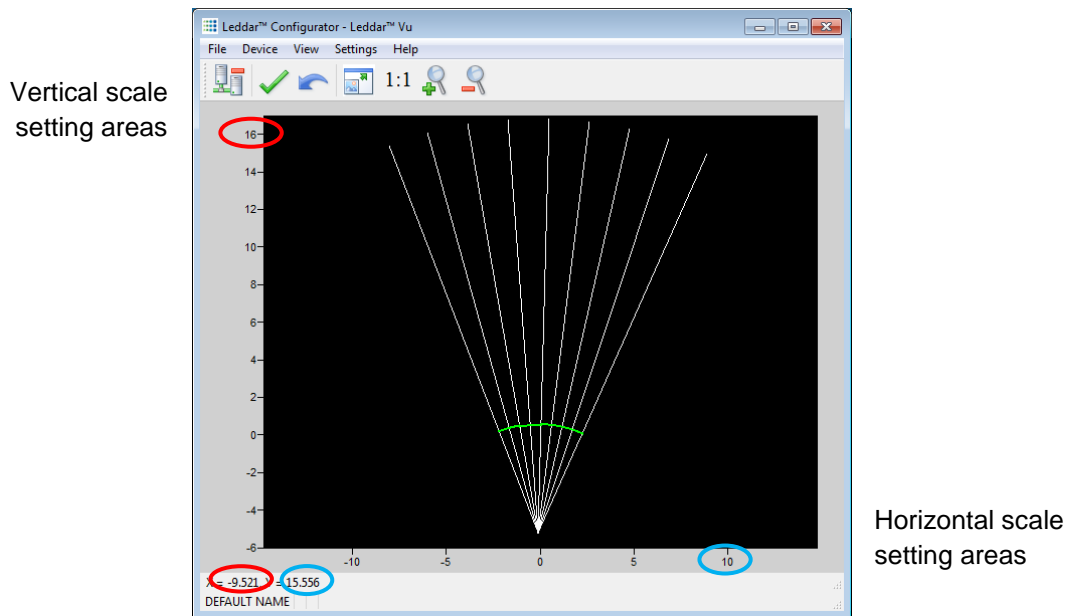 Leddar™ Configurator - Leddar™ Vu
File Device View Settings Help
1:1
Vertical scale
setting areas
16
14
12
10
8
6
4
2
0
-2
-4
-6
-10 -5 0 5 10
Horizontal scale
setting areas
X = -9.521 Y = 15.556
DEFAULT NAME